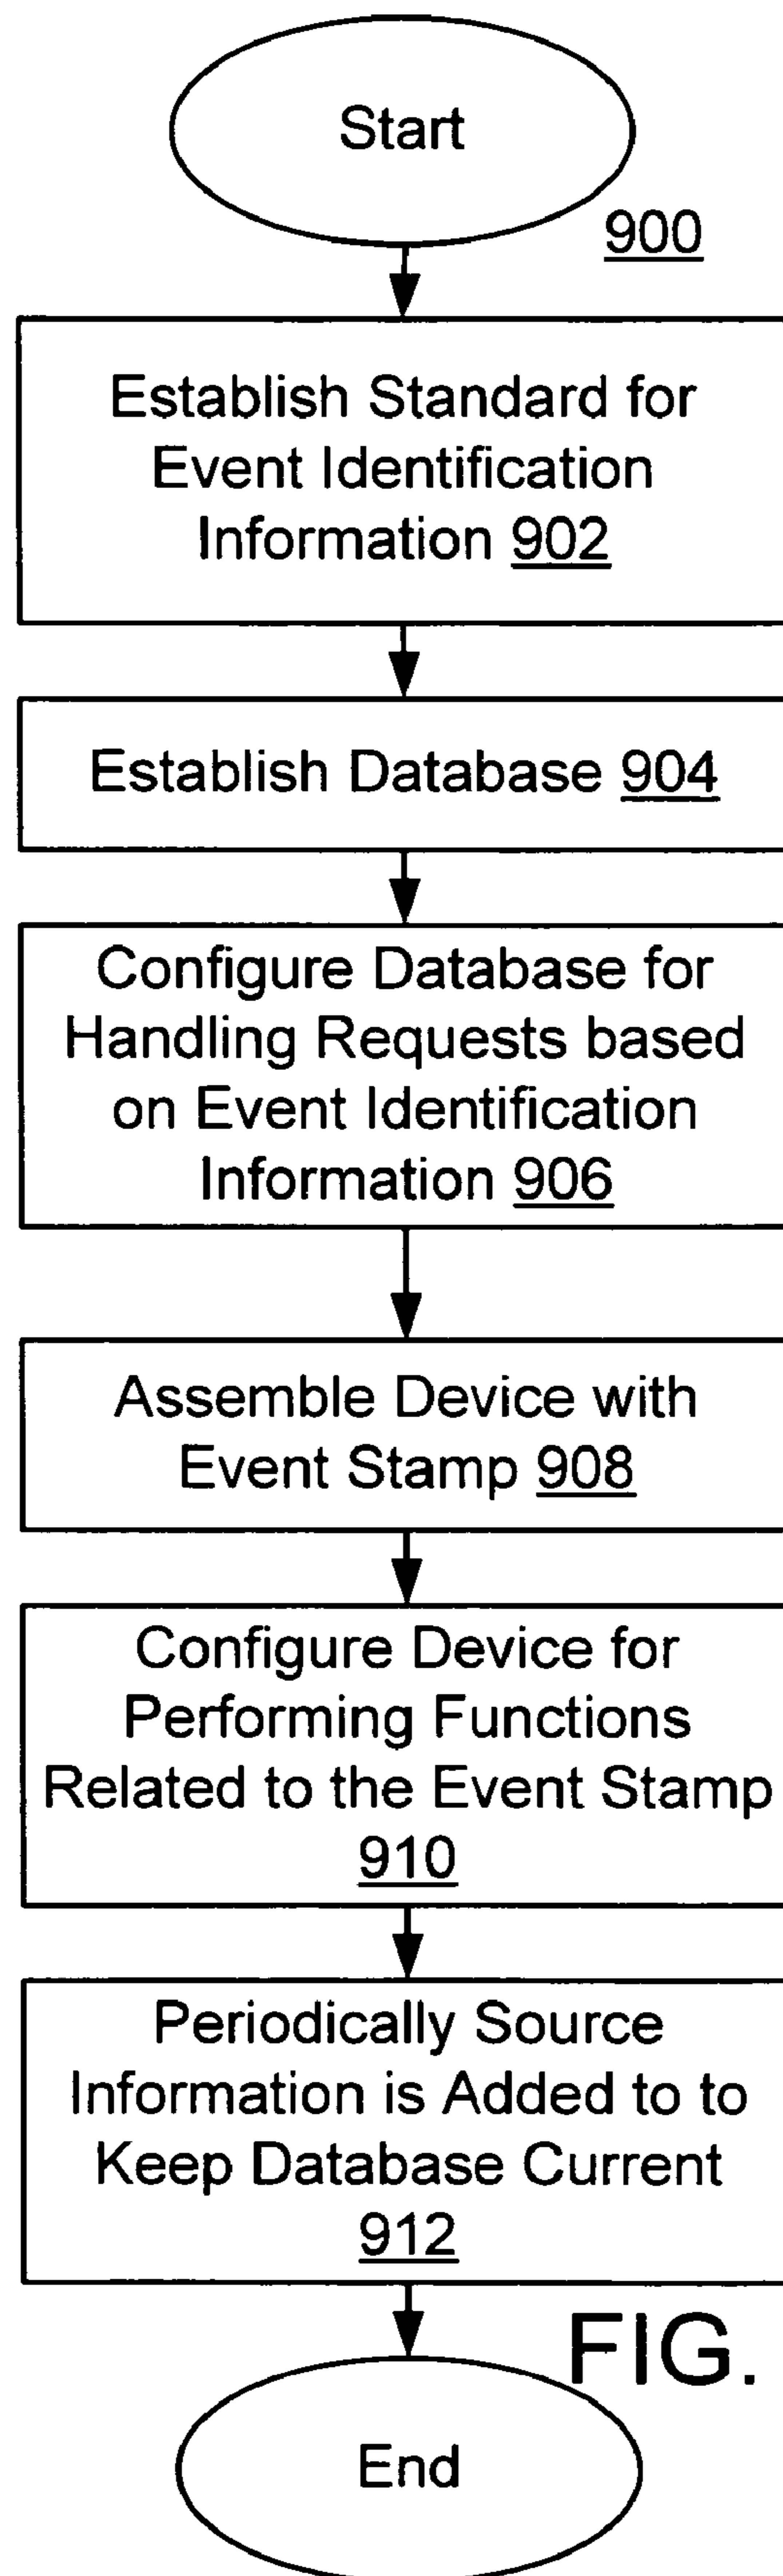 Start
900
Establish Standard for
Event Identification
Information 902
Establish Database 904
Configure Database for
Handling Requests based
on Event Identification
Information 906
Assemble Device with
Event Stamp 908
Configure Device for
Performing Functions
Related to the Event Stamp
910
Periodically Source
Information is Added to to
Keep Database Current
912
FIG.
End